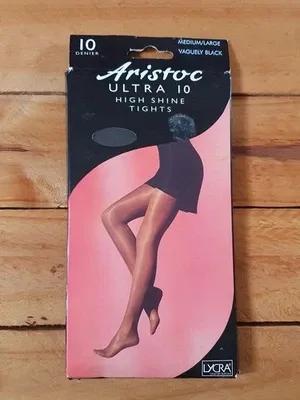 10
DENIER
MEDIUM/LARGE
VAGUELY BLACK
Aristoc
ULTRA 10
HIGH SHINE
TIGHTS
LYCRA